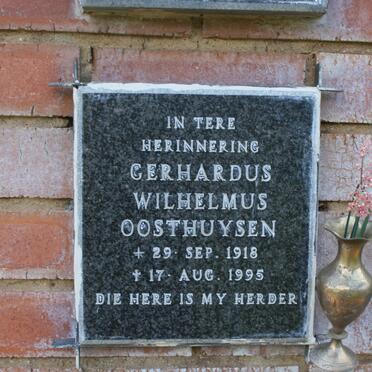 IN TERE
HERINNERING
GERHARDUS
WILHELMUS
OOSTHUYSEN
+ 29. SEP. 1918
✝ 17. AUG. 1995
DIE HERE IS MY HERDER